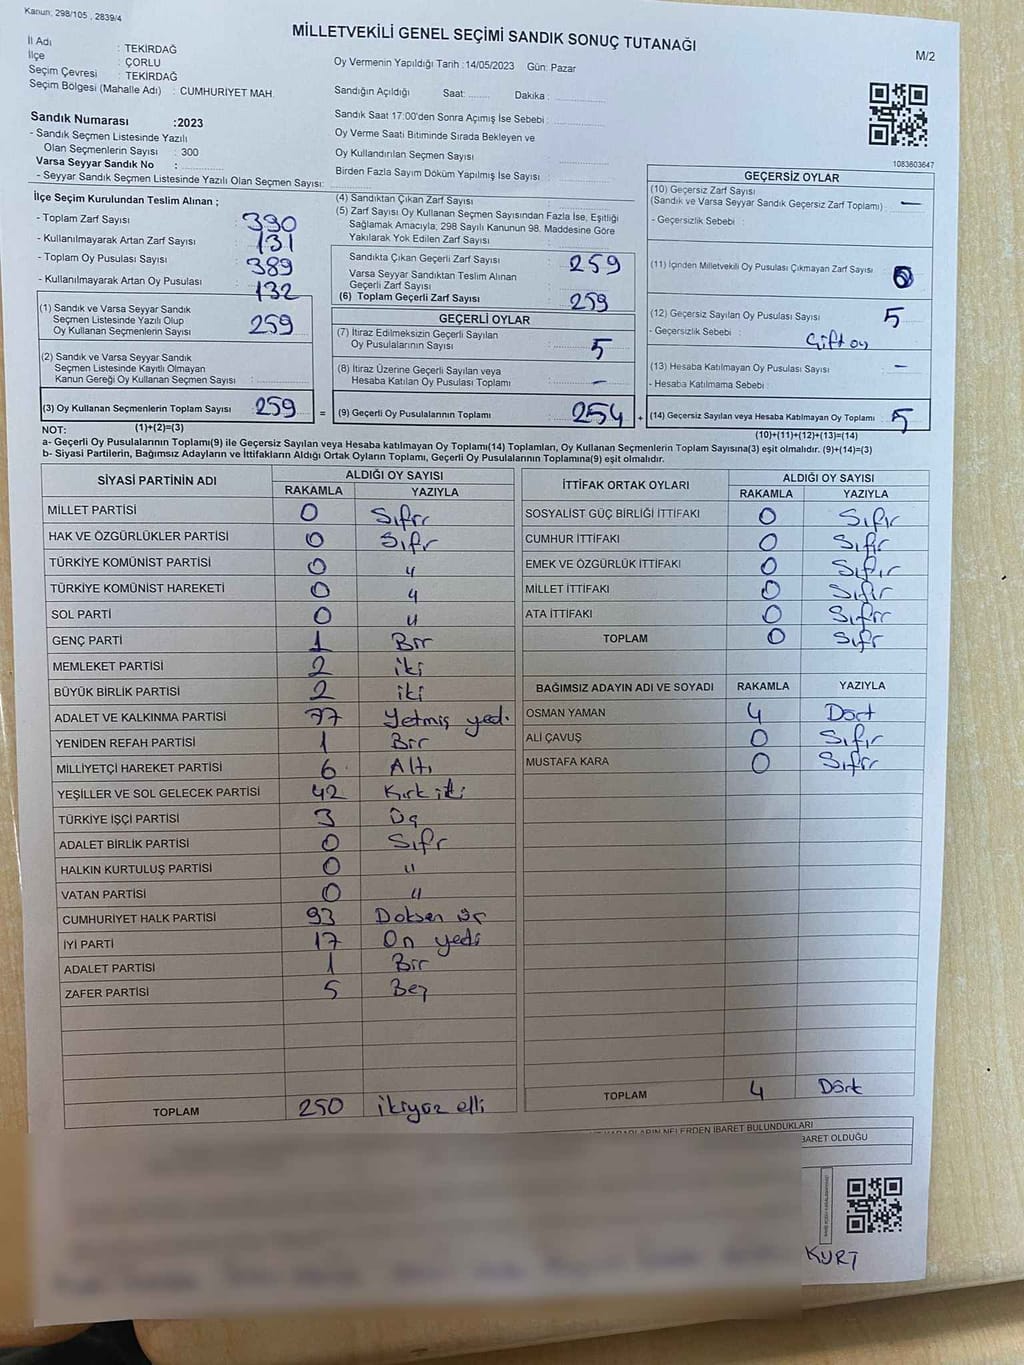 Kanun: 298/105 , 2839/4
MİLLETVEKİLİ GENEL SEÇİMİ SANDIK SONUÇ TUTANAĞI
M/2
İl Adı : TEKİRDAĞ
İlçe : ÇORLU
Seçim Çevresi : TEKİRDAĞ
Seçim Bölgesi (Mahalle Adı) : CUMHURİYET MAH.
Oy Vermenin Yapıldığı Tarih :14/05/2023 Gün: Pazar
Sandığın Açıldığı Saat: ........ Dakika : ..............
Sandık Saat 17:00'den Sonra Açımış İse Sebebi : ..............
Oy Verme Saati Bitiminde Sırada Bekleyen ve
Oy Kullandırılan Seçmen Sayısı : ..............
Birden Fazla Sayım Döküm Yapılmış İse Sayısı : ..............
Sandık Numarası :2023
- Sandık Seçmen Listesinde Yazılı
Olan Seçmenlerin Sayısı : 300
Varsa Seyyar Sandık No : ..............
- Seyyar Sandık Seçmen Listesinde Yazılı Olan Seçmen Sayısı: ..............
1083603647
İlçe Seçim Kurulundan Teslim Alınan ;
- Toplam Zarf Sayısı : 390
- Kullanılmayarak Artan Zarf Sayısı : 131
- Toplam Oy Pusulası Sayısı : 389
- Kullanılmayarak Artan Oy Pusulası : 132
(1) Sandık ve Varsa Seyyar Sandık
Seçmen Listesinde Yazılı Olup
Oy Kullanan Seçmenlerin Sayısı : 259
(2) Sandık ve Varsa Seyyar Sandık
Seçmen Listesinde Kayıtlı Olmayan
Kanun Gereği Oy Kullanan Seçmen Sayısı : ..............
(3) Oy Kullanan Seçmenlerin Toplam Sayısı : 259 =
(1)+(2)=(3)
(4) Sandıktan Çıkan Zarf Sayısı : ..............
(5) Zarf Sayısı Oy Kullanan Seçmen Sayısından Fazla İse, Eşitliği
Sağlamak Amacıyla; 298 Sayılı Kanunun 98. Maddesine Göre
Yakılarak Yok Edilen Zarf Sayısı : ..............
Sandıkta Çıkan Geçerli Zarf Sayısı : 259
Varsa Seyyar Sandıktan Teslim Alınan
Geçerli Zarf Sayısı : ..............
(6) Toplam Geçerli Zarf Sayısı : 259
GEÇERLİ OYLAR
(7) İtiraz Edilmeksizin Geçerli Sayılan
Oy Pusulalarının Sayısı : 5
(8) İtiraz Üzerine Geçerli Sayılan veya
Hesaba Katılan Oy Pusulası Toplamı : –
(9) Geçerli Oy Pusulalarının Toplamı : 254 +
GEÇERSİZ OYLAR
(10) Geçersiz Zarf Sayısı
(Sandık ve Varsa Seyyar Sandık Geçersiz Zarf Toplamı) : –
- Geçersizlik Sebebi :
(11) İçinden Milletvekili Oy Pusulası Çıkmayan Zarf Sayısı : 0
(12) Geçersiz Sayılan Oy Pusulası Sayısı : 5
- Geçersizlik Sebebi : Çift oy
(13) Hesaba Katılmayan Oy Pusulası Sayısı : –
- Hesaba Katılmama Sebebi :
(14) Geçersiz Sayılan veya Hesaba Katılmayan Oy Toplamı : 5
(10)+(11)+(12)+(13)=(14)
NOT:
a- Geçerli Oy Pusulalarının Toplamı(9) ile Geçersiz Sayılan veya Hesaba katılmayan Oy Toplamı(14) Toplamları, Oy Kullanan Seçmenlerin Toplam Sayısına(3) eşit olmalıdır. (9)+(14)=(3)
b- Siyasi Partilerin, Bağımsız Adayların ve İttifakların Aldığı Ortak Oyların Toplamı, Geçerli Oy Pusulalarının Toplamına(9) eşit olmalıdır.
SİYASİ PARTİNİN ADI ALDIĞI OY SAYISI
RAKAMLA YAZIYLA
MİLLET PARTİSİ 0 Sıfır
HAK VE ÖZGÜRLÜKLER PARTİSİ 0 Sıfır
TÜRKİYE KOMÜNİST PARTİSİ 0 "
TÜRKİYE KOMÜNİST HAREKETİ 0 "
SOL PARTİ 0 "
GENÇ PARTİ 1 Bir
MEMLEKET PARTİSİ 2 iki
BÜYÜK BİRLİK PARTİSİ 2 iki
ADALET VE KALKINMA PARTİSİ 77 Yetmiş yedi
YENİDEN REFAH PARTİSİ 1 Bir
MİLLİYETÇİ HAREKET PARTİSİ 6 Altı
YEŞİLLER VE SOL GELECEK PARTİSİ 42 Kırk iki
TÜRKİYE İŞÇİ PARTİSİ 3 Üç
ADALET BİRLİK PARTİSİ 0 Sıfır
HALKIN KURTULUŞ PARTİSİ 0 "
VATAN PARTİSİ 0 "
CUMHURİYET HALK PARTİSİ 93 Doksan üç
İYİ PARTİ 17 On yedi
ADALET PARTİSİ 1 Bir
ZAFER PARTİSİ 5 Beş
TOPLAM 250 ikiyüz elli
İTTİFAK ORTAK OYLARI ALDIĞI OY SAYISI
RAKAMLA YAZIYLA
SOSYALİST GÜÇ BİRLİĞİ İTTİFAKI 0 Sıfır
CUMHUR İTTİFAKI 0 Sıfır
EMEK VE ÖZGÜRLÜK İTTİFAKI 0 Sıfır
MİLLET İTTİFAKI 0 Sıfır
ATA İTTİFAKI 0 Sıfır
TOPLAM 0 Sıfır
BAĞIMSIZ ADAYIN ADI VE SOYADI RAKAMLA YAZIYLA
OSMAN YAMAN 4 Dört
ALİ ÇAVUŞ 0 Sıfır
MUSTAFA KARA 0 Sıfır
TOPLAM 4 Dört
NELERDEN İBARET BULUNDUKLARI
BARET OLDUĞU
KURT